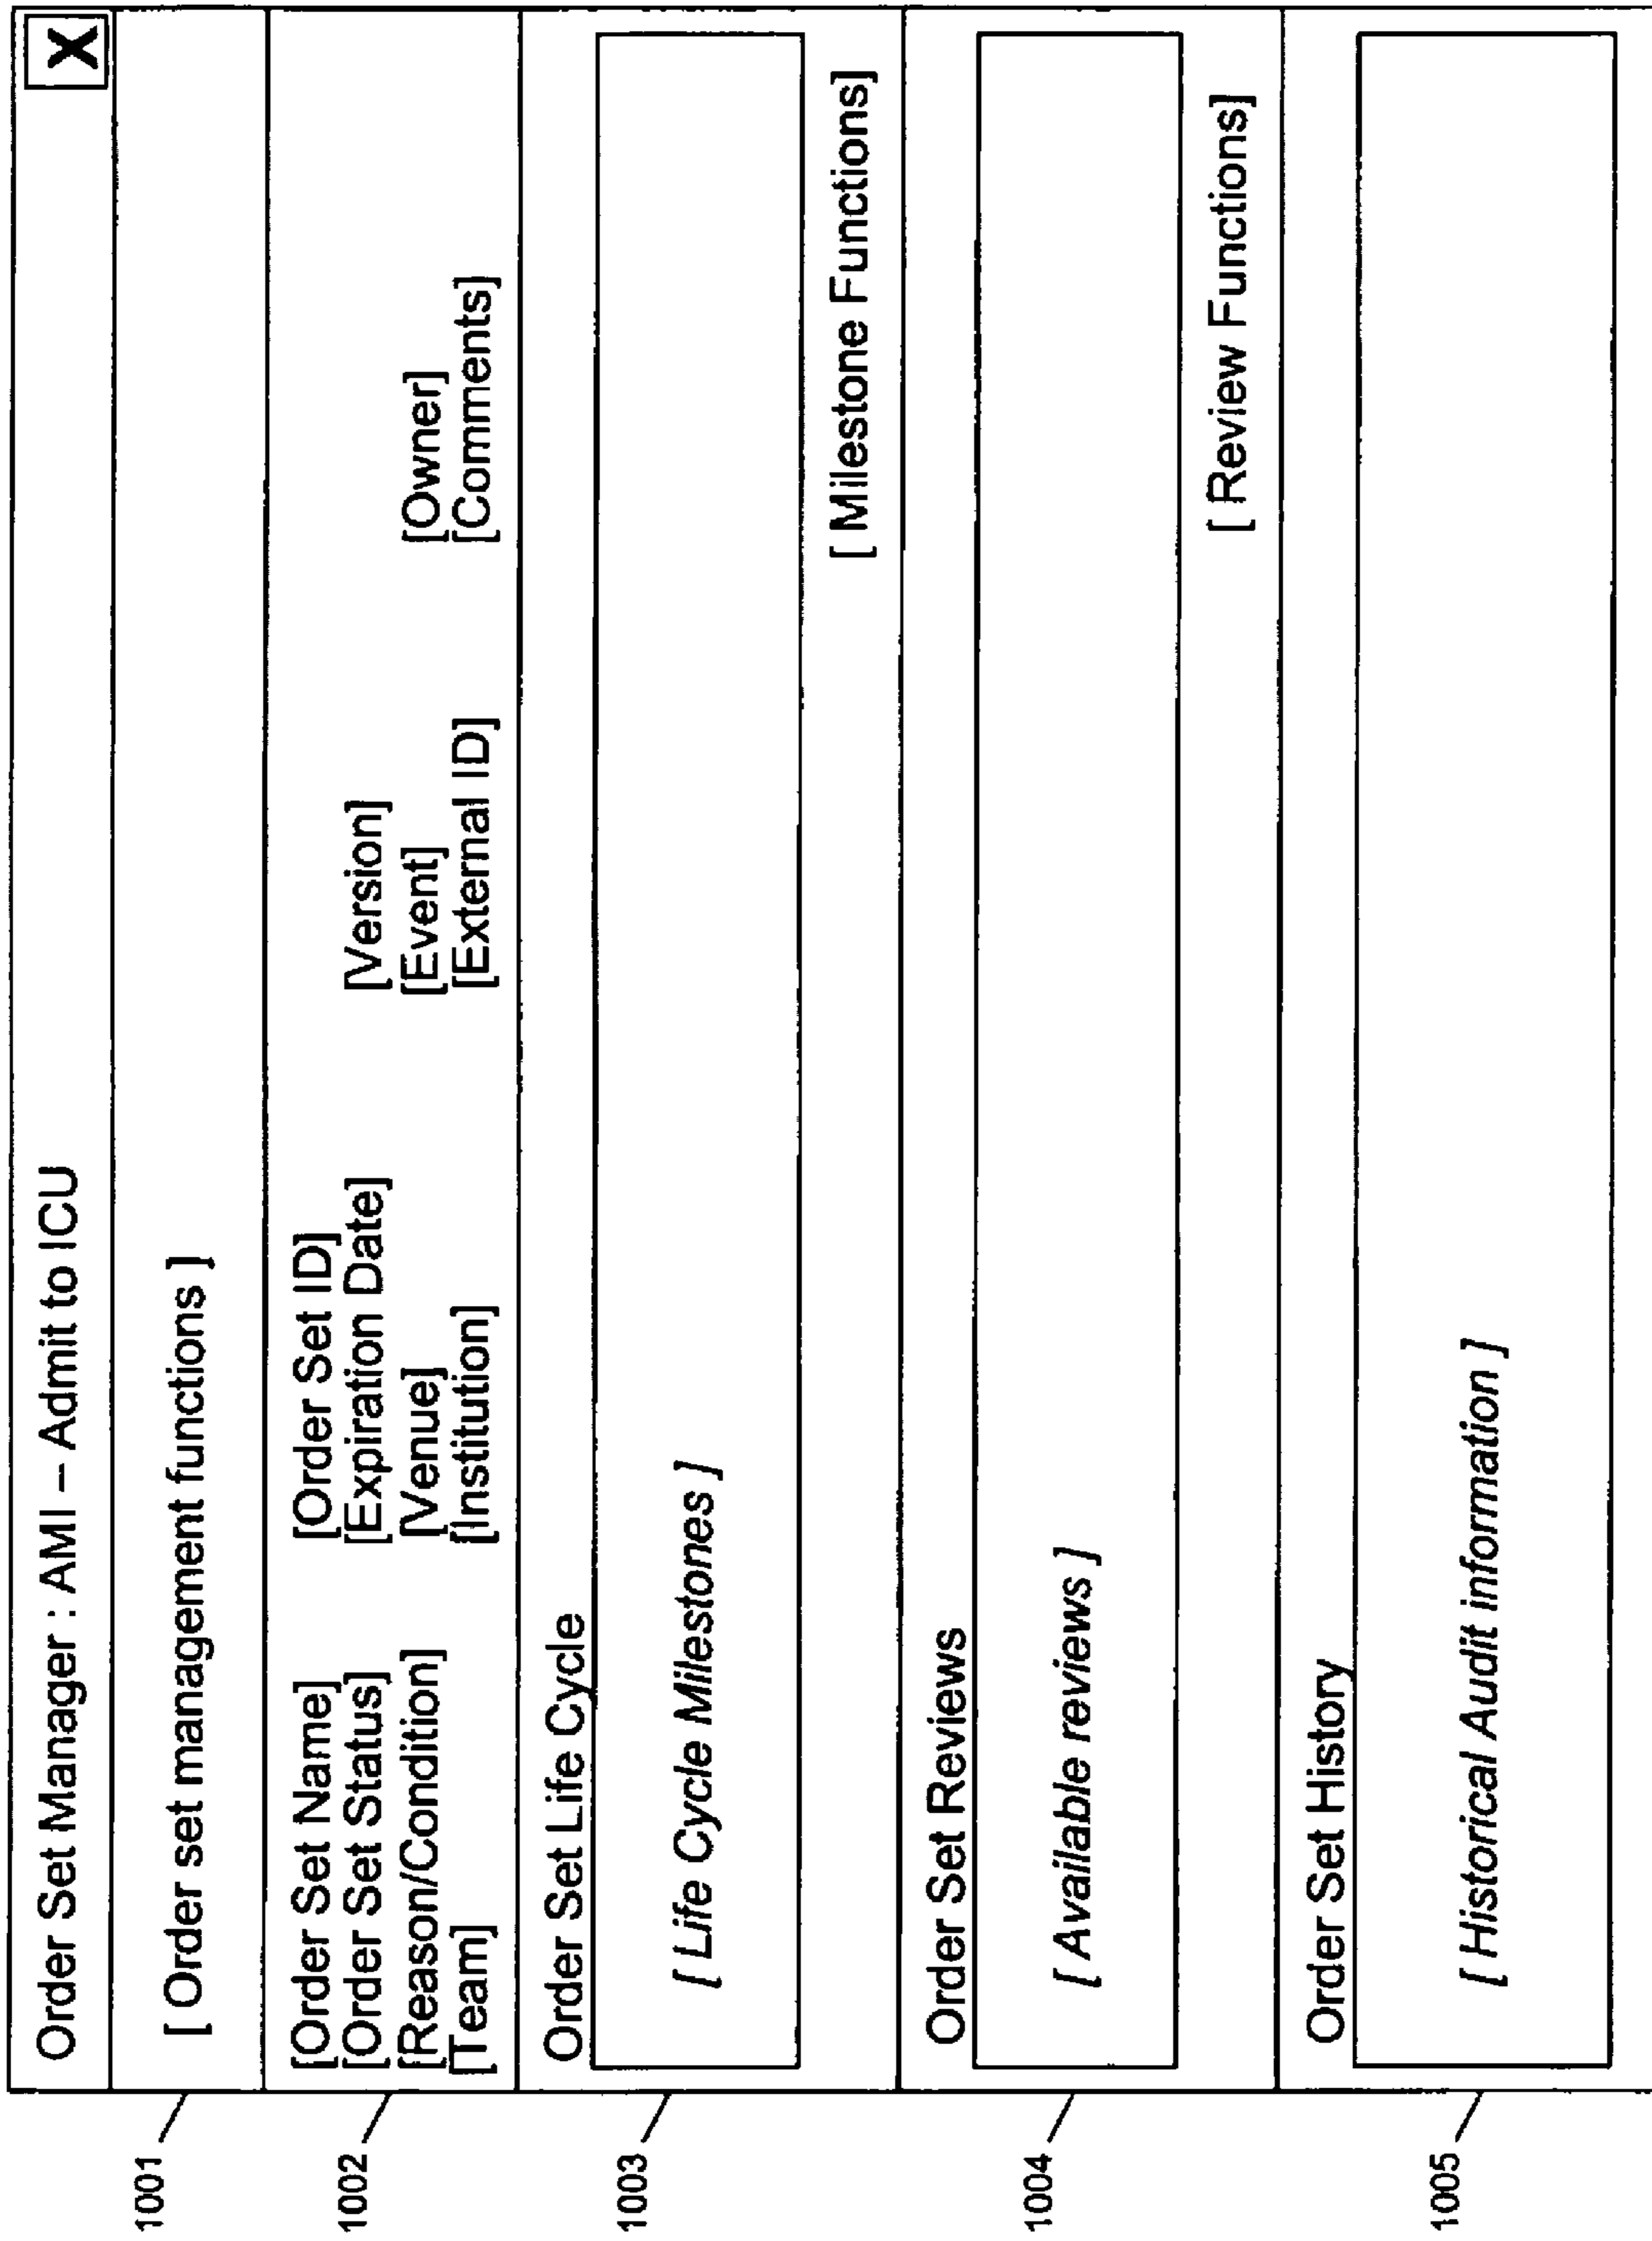 Order Set Manager : AMI – Admit to ICU X
1001 [ Order set management functions ]
[Order Set Name] [Order Set ID]
1002 [Order Set Status] [Expiration Date] [Version]
[Reason/Condition] [Venue] [Event] [Owner]
[Team] [Institution] [External ID] [Comments]
Order Set Life Cycle
1003 [ Life Cycle Milestones ]
[ Milestone Functions]
Order Set Reviews
1004 [ Available reviews ]
[ Review Functions]
Order Set History
1005 [ Historical Audit information ]